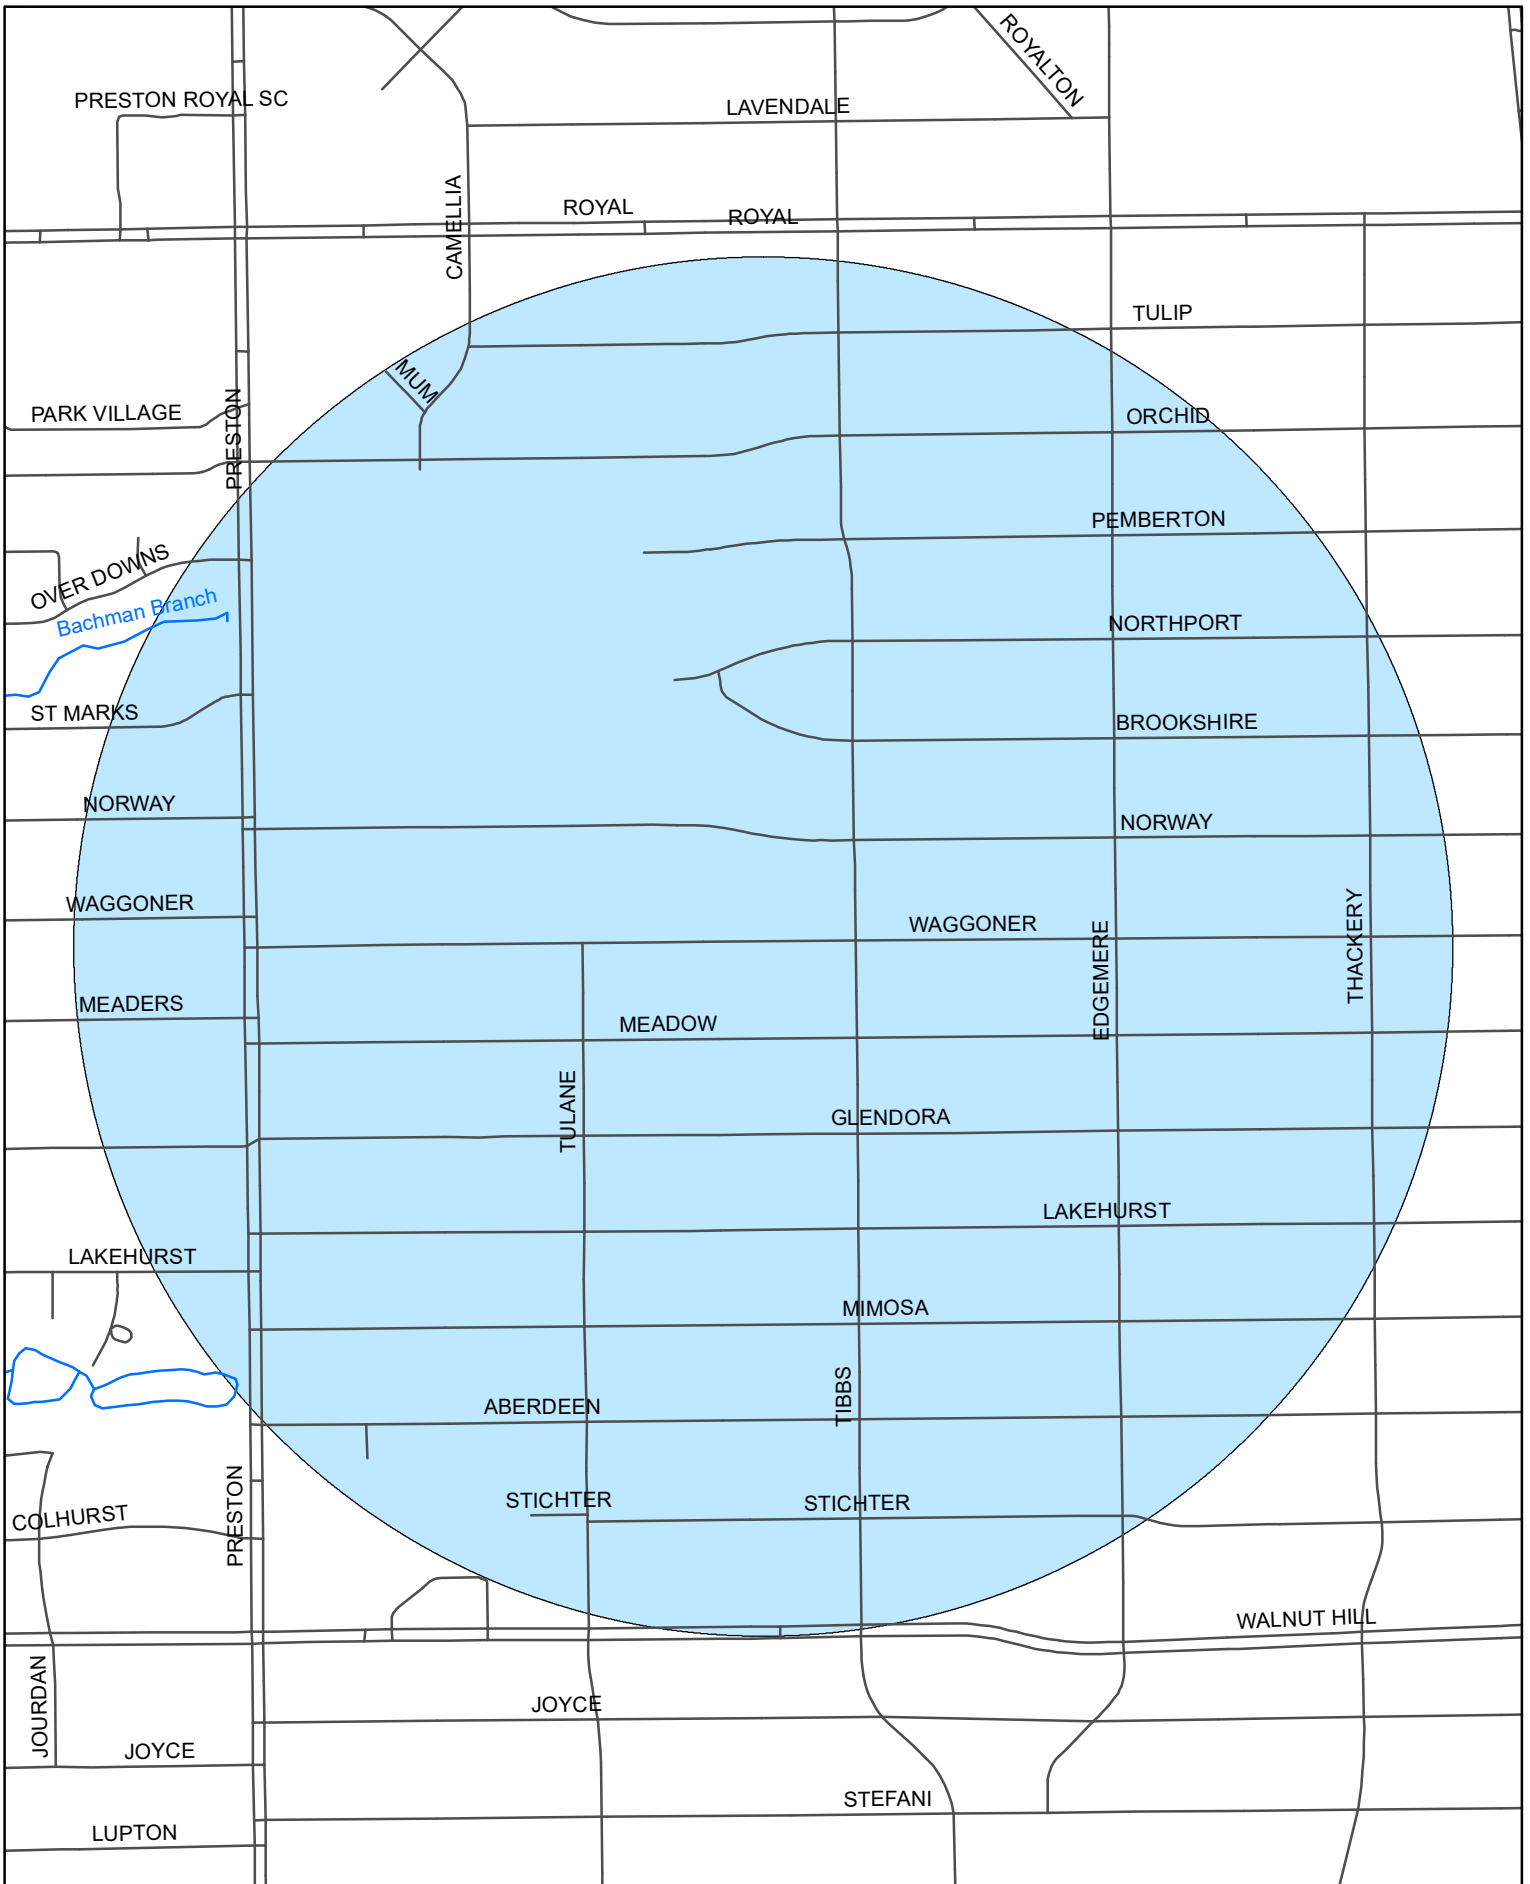 ROYALTON
PRESTON ROYAL SC
LAVENDALE
CAMELLIA
ROYAL
ROYAL
TULIP
MUM
PARK VILLAGE
PRESTON
ORCHID
PEMBERTON
OVER DOWNS
Bachman Branch
NORTHPORT
ST MARKS
BROOKSHIRE
NORWAY
NORWAY
WAGGONER
WAGGONER
EDGEMERE
THACKERY
MEADERS
MEADOW
TULANE
GLENDORA
LAKEHURST
LAKEHURST
MIMOSA
TIBBS
ABERDEEN
PRESTON
STICHTER
STICHTER
COLHURST
WALNUT HILL
JOURDAN
JOYCE
JOYCE
STEFANI
LUPTON